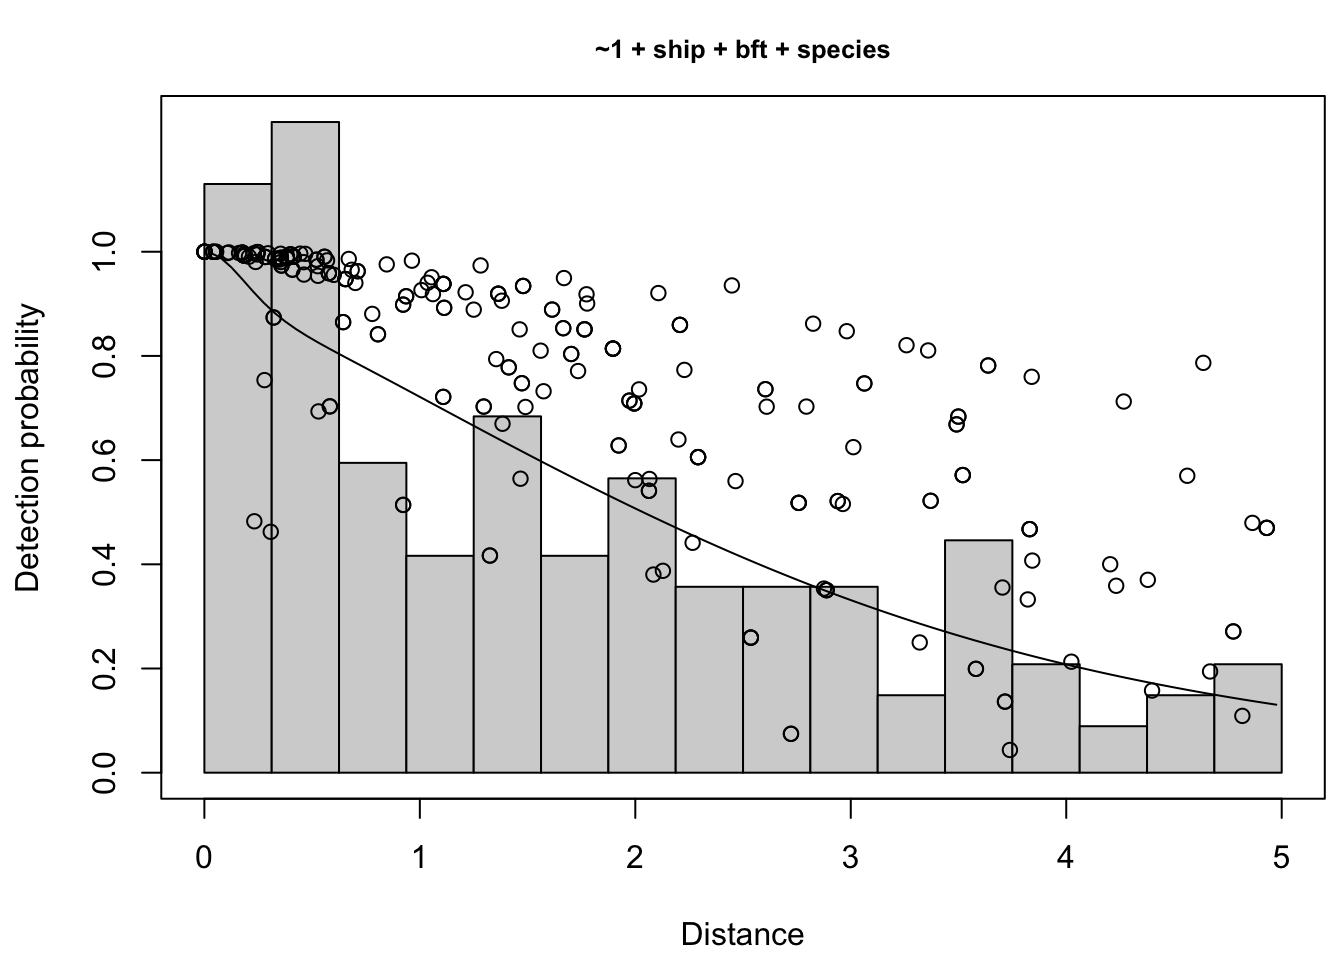 ~1 + ship + bft + species
Detection probability
1.0
0.8
0.6
0.4
0.2
0.0
0 1 2 3 4 5
Distance